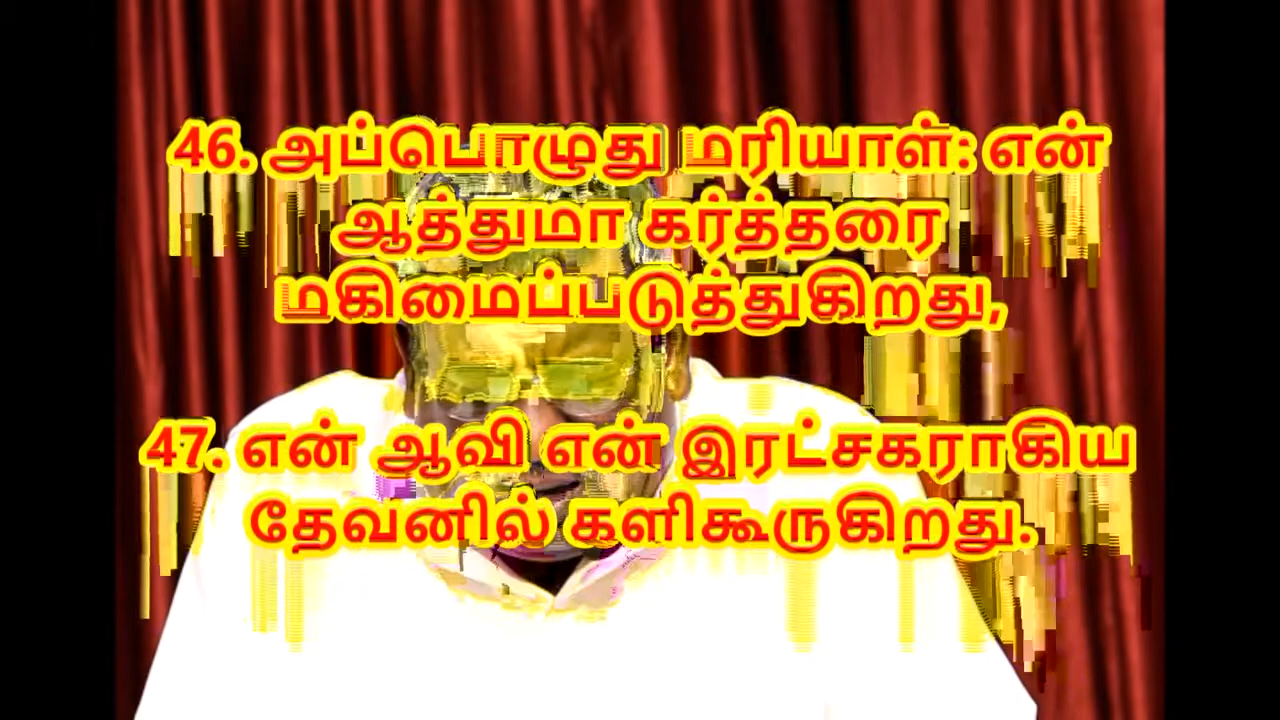 46. அப்பொழுது மரியாள்: என்
ஆத்துமா கர்த்தரை
மகிமைப்படுத்துகிறது,
47. என் ஆவி என் இரட்சகராகிய
தேவனில் களிகூருகிறது.